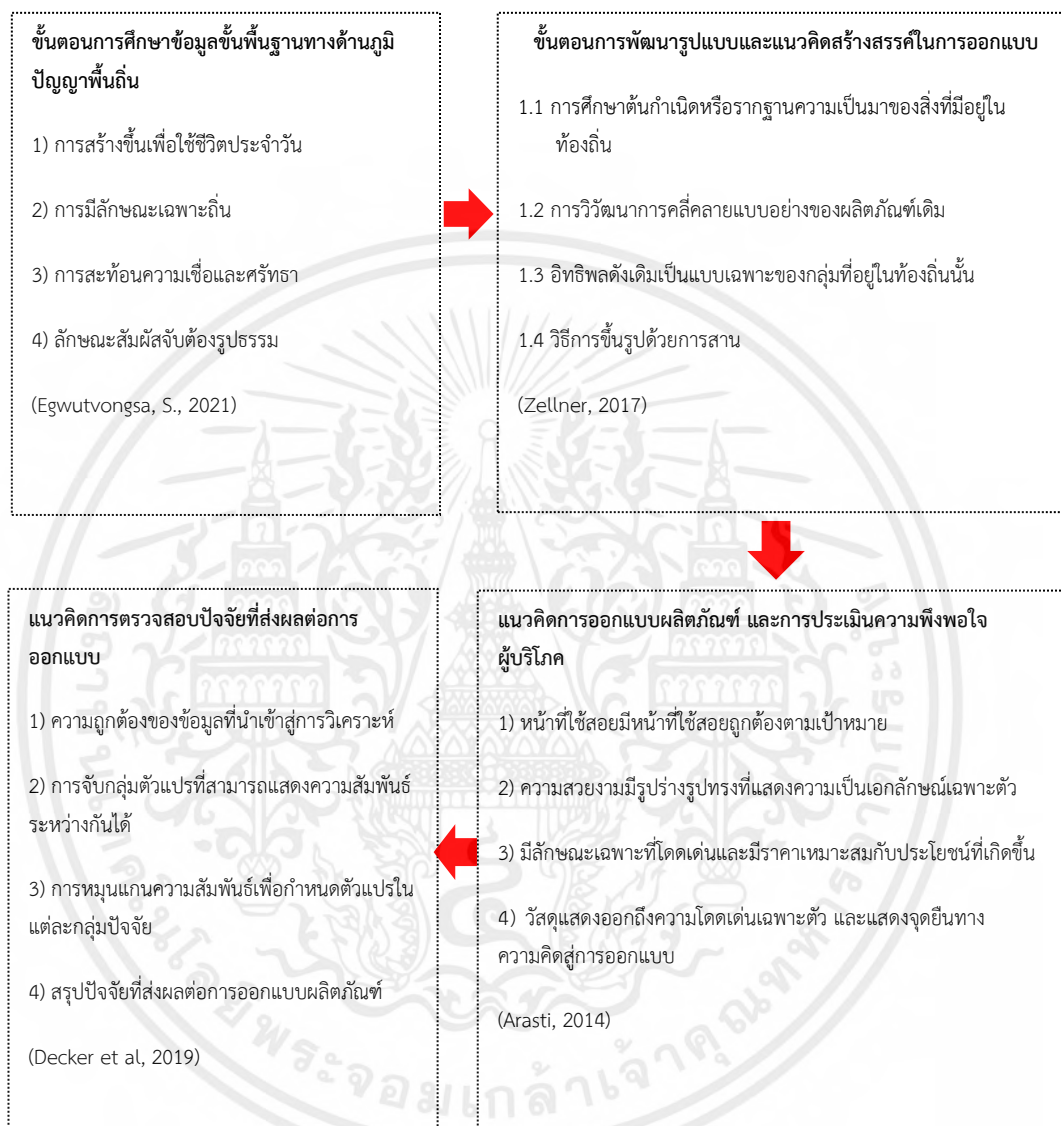 ขั้นตอนการศึกษาข้อมูลขั้นพื้นฐานทางด้านภูมิ
ปัญญาพื้นถิ่น
1) การสร้างขึ้นเพื่อใช้ชีวิตประจำวัน
2) การมีลักษณะเฉพาะถิ่น
3) การสะท้อนความเชื่อและศรัทธา
4) ลักษณะสัมผัสจับต้องรูปธรรม
(Egwutvongsa, S., 2021)
ขั้นตอนการพัฒนารูปแบบและแนวคิดสร้างสรรค์ในการออกแบบ
1.1 การศึกษาต้นกำเนิดหรือรากฐานความเป็นมาของสิ่งที่มีอยู่ใน
ท้องถิ่น
1.2 การวิวัฒนาการคลี่คลายแบบอย่างของผลิตภัณฑ์เดิม
1.3 อิทธิพลดังเดิมเป็นแบบเฉพาะของกลุ่มที่อยู่ในท้องถิ่นนั้น
1.4 วิธีการขึ้นรูปด้วยการสาน
(Zellner, 2017)
แนวคิดการออกแบบผลิตภัณฑ์ และการประเมินความพึงพอใจ
ผู้บริโภค
1) หน้าที่ใช้สอยมีหน้าที่ใช้สอยถูกต้องตามเป้าหมาย
2) ความสวยงามมีรูปร่างรูปทรงที่แสดงความเป็นเอกลักษณ์เฉพาะตัว
3) มีลักษณะเฉพาะที่โดดเด่นและมีราคาเหมาะสมกับประโยชน์ที่เกิดขึ้น
4) วัสดุแสดงออกถึงความโดดเด่นเฉพาะตัว และแสดงจุดยืนทาง
ความคิดสู่การออกแบบ
(Arasti, 2014)
แนวคิดการตรวจสอบปัจจัยที่ส่งผลต่อการ
ออกแบบ
1) ความถูกต้องของข้อมูลที่นำเข้าสู่การวิเคราะห์
2) การจับกลุ่มตัวแปรที่สามารถแสดงความสัมพันธ์
ระหว่างกันได้
3) การหมุนแกนความสัมพันธ์เพื่อกำหนดตัวแปรใน
แต่ละกลุ่มปัจจัย
4) สรุปปัจจัยที่ส่งผลต่อการออกแบบผลิตภัณฑ์
(Decker et al, 2019)